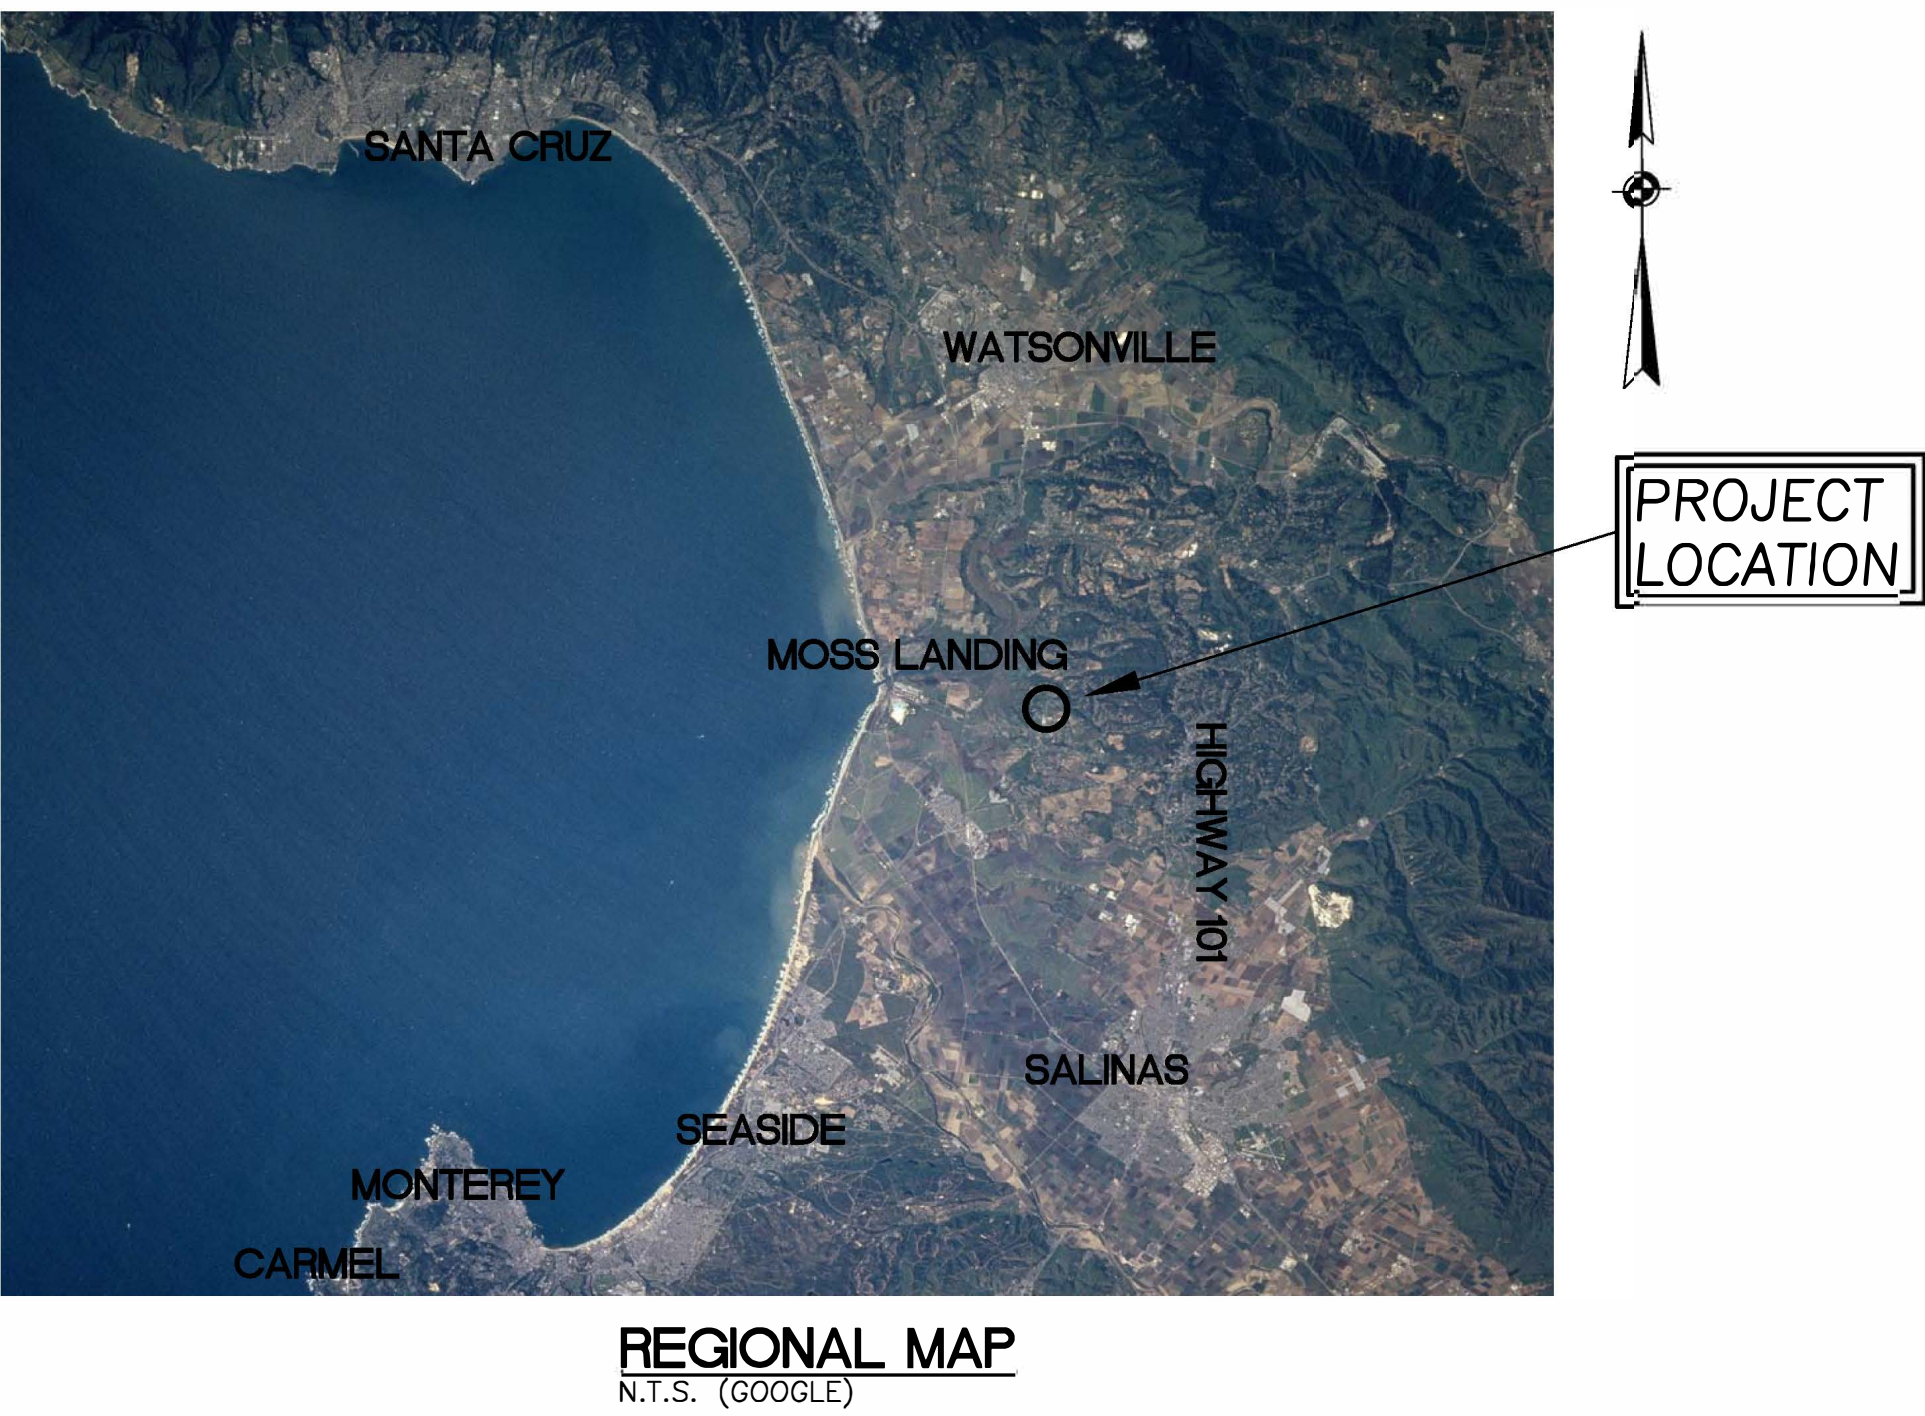 SANTA CRUZ
WATSONVILLE
PROJECT
LOCATION
MOSS LANDING
HIGHWAY 101
SALINAS
SEASIDE
MONTEREY
CARMEL
REGIONAL MAP
N.T.S. (GOOGLE)